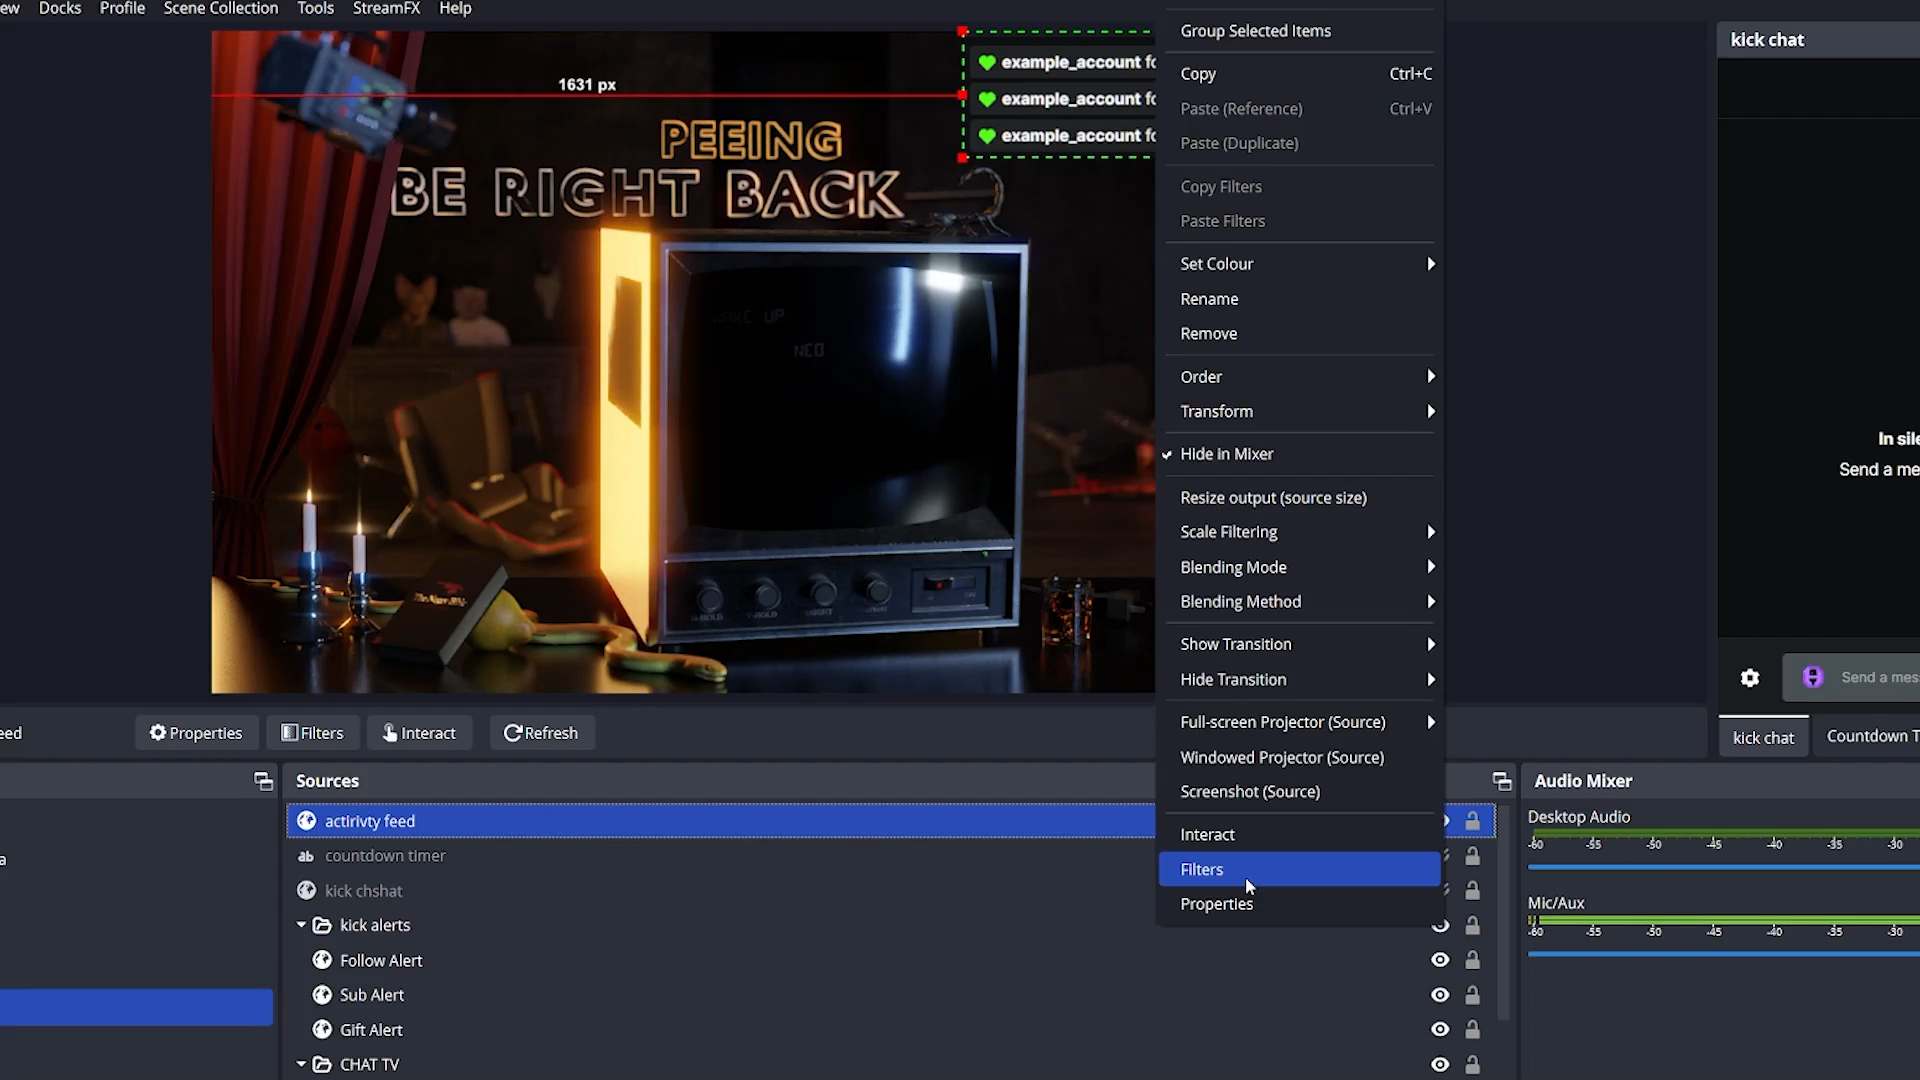 ew Docks Profile Scene Collection Tools StreamFX Help
1631 px
example_account fo
example_account fo
example_account fo
PEEING
BE RIGHT BACK
WAKE UP
NEO
Group Selected Items
Copy Ctrl+C
Paste (Reference) Ctrl+V
Paste (Duplicate)
Copy Filters
Paste Filters
Set Colour
Rename
Remove
Order
Transform
Hide in Mixer
Resize output (source size)
Scale Filtering
Blending Mode
Blending Method
Show Transition
Hide Transition
Full-screen Projector (Source)
Windowed Projector (Source)
Screenshot (Source)
Interact
Filters
Properties
kick chat
In sile
Send a me
Send a mes
kick chat Countdown T
eed Properties Filters Interact Refresh
Sources
actirivty feed
countdown timer
kick chshat
kick alerts
Follow Alert
Sub Alert
Gift Alert
CHAT TV
a
Audio Mixer
Desktop Audio
-60 -55 -50 -45 -40 -35 -30
Mic/Aux
-60 -55 -50 -45 -40 -35 -30